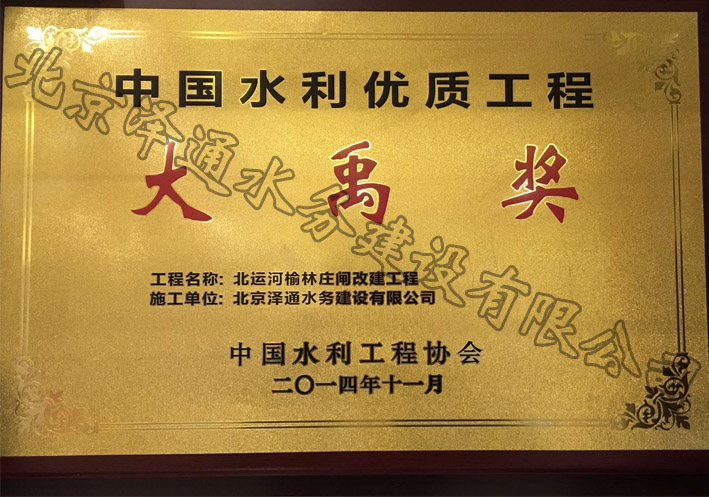 中国水利优质工程
大禹奖
工程名称：北运河榆林庄闸改建工程
施工单位：北京泽通水务建设有限公司
中国水利工程协会
二〇一四年十一月
北京泽通水务建设有限公司